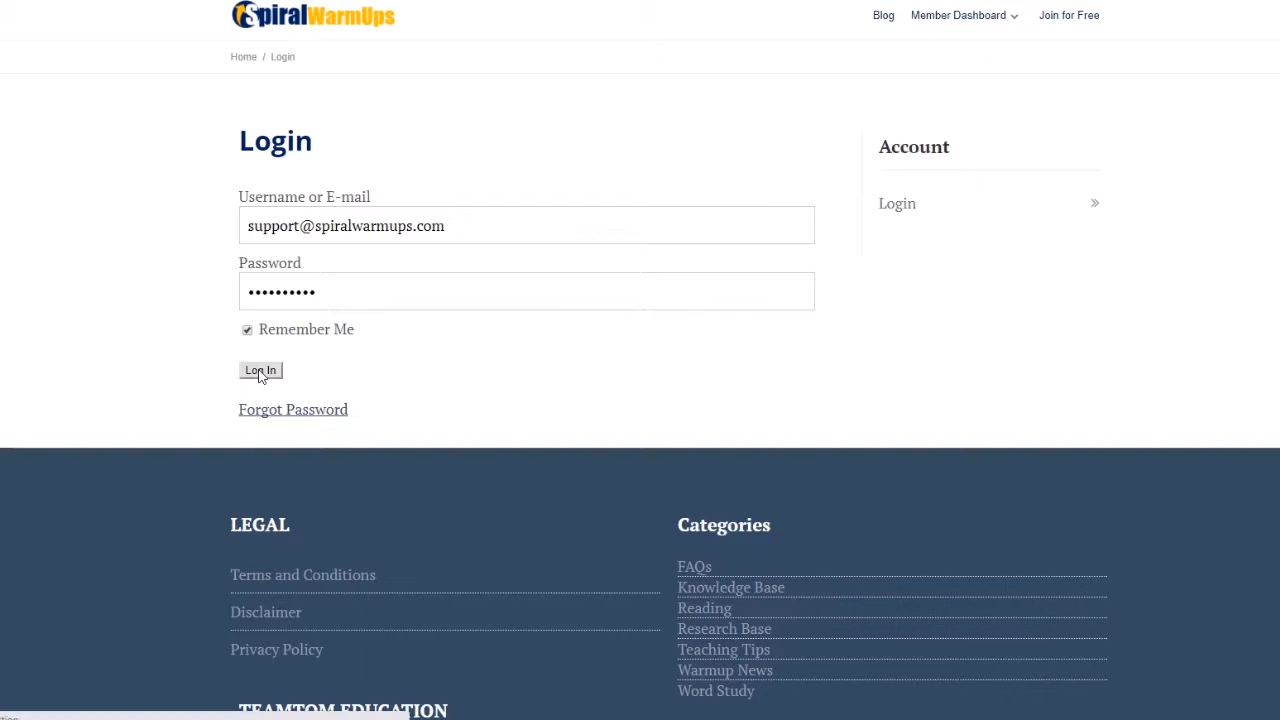 SpiralWarmUps
Blog Member Dashboard Join for Free
Home / Login
Login
Username or E-mail
support@spiralwarmups.com
Password
••••••••••
Remember Me
Log In
Forgot Password
Account
Login
LEGAL
Terms and Conditions
Disclaimer
Privacy Policy
TEAMTOM EDUCATION
Categories
FAQs
Knowledge Base
Reading
Research Base
Teaching Tips
Warmup News
Word Study